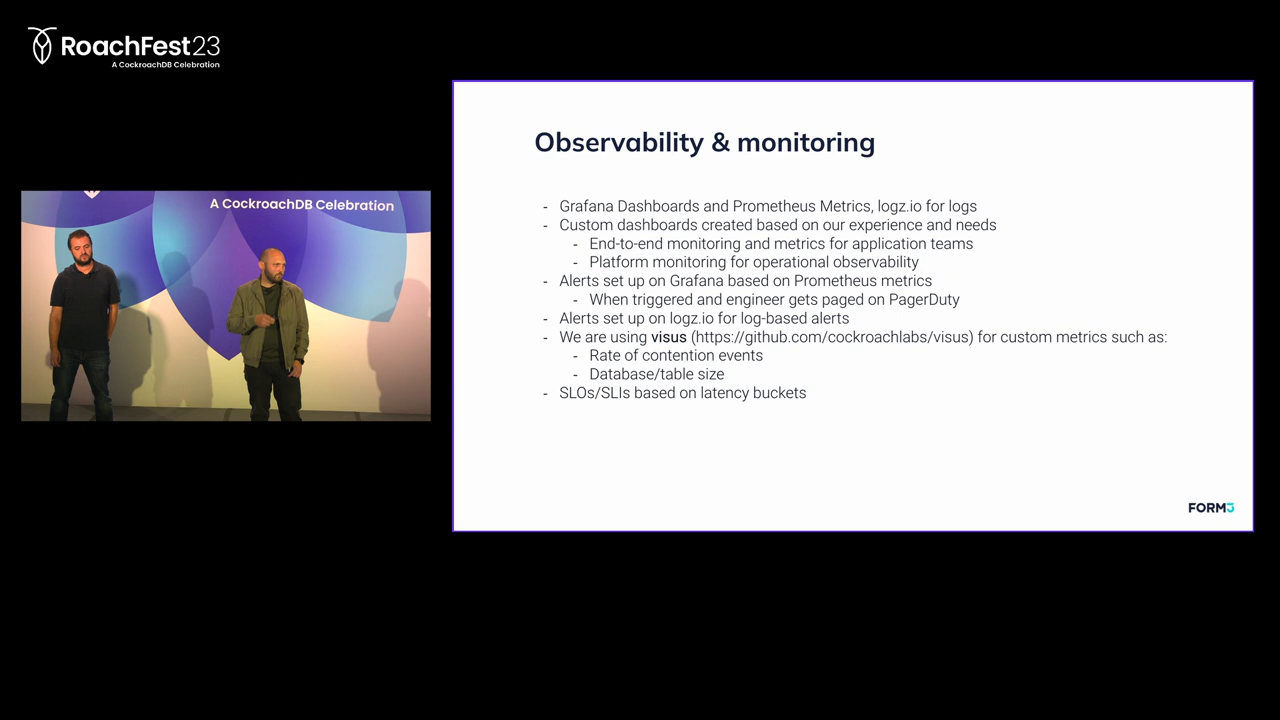 RoachFest23
A CockroachDB Celebration
A CockroachDB Celebration
Observability & monitoring
- Grafana Dashboards and Prometheus Metrics, logz.io for logs
- Custom dashboards created based on our experience and needs
- End-to-end monitoring and metrics for application teams
- Platform monitoring for operational observability
- Alerts set up on Grafana based on Prometheus metrics
- When triggered and engineer gets paged on PagerDuty
- Alerts set up on logz.io for log-based alerts
- We are using visus (https://github.com/cockroachlabs/visus) for custom metrics such as:
- Rate of contention events
- Database/table size
- SLOs/SLIs based on latency buckets
FORM3